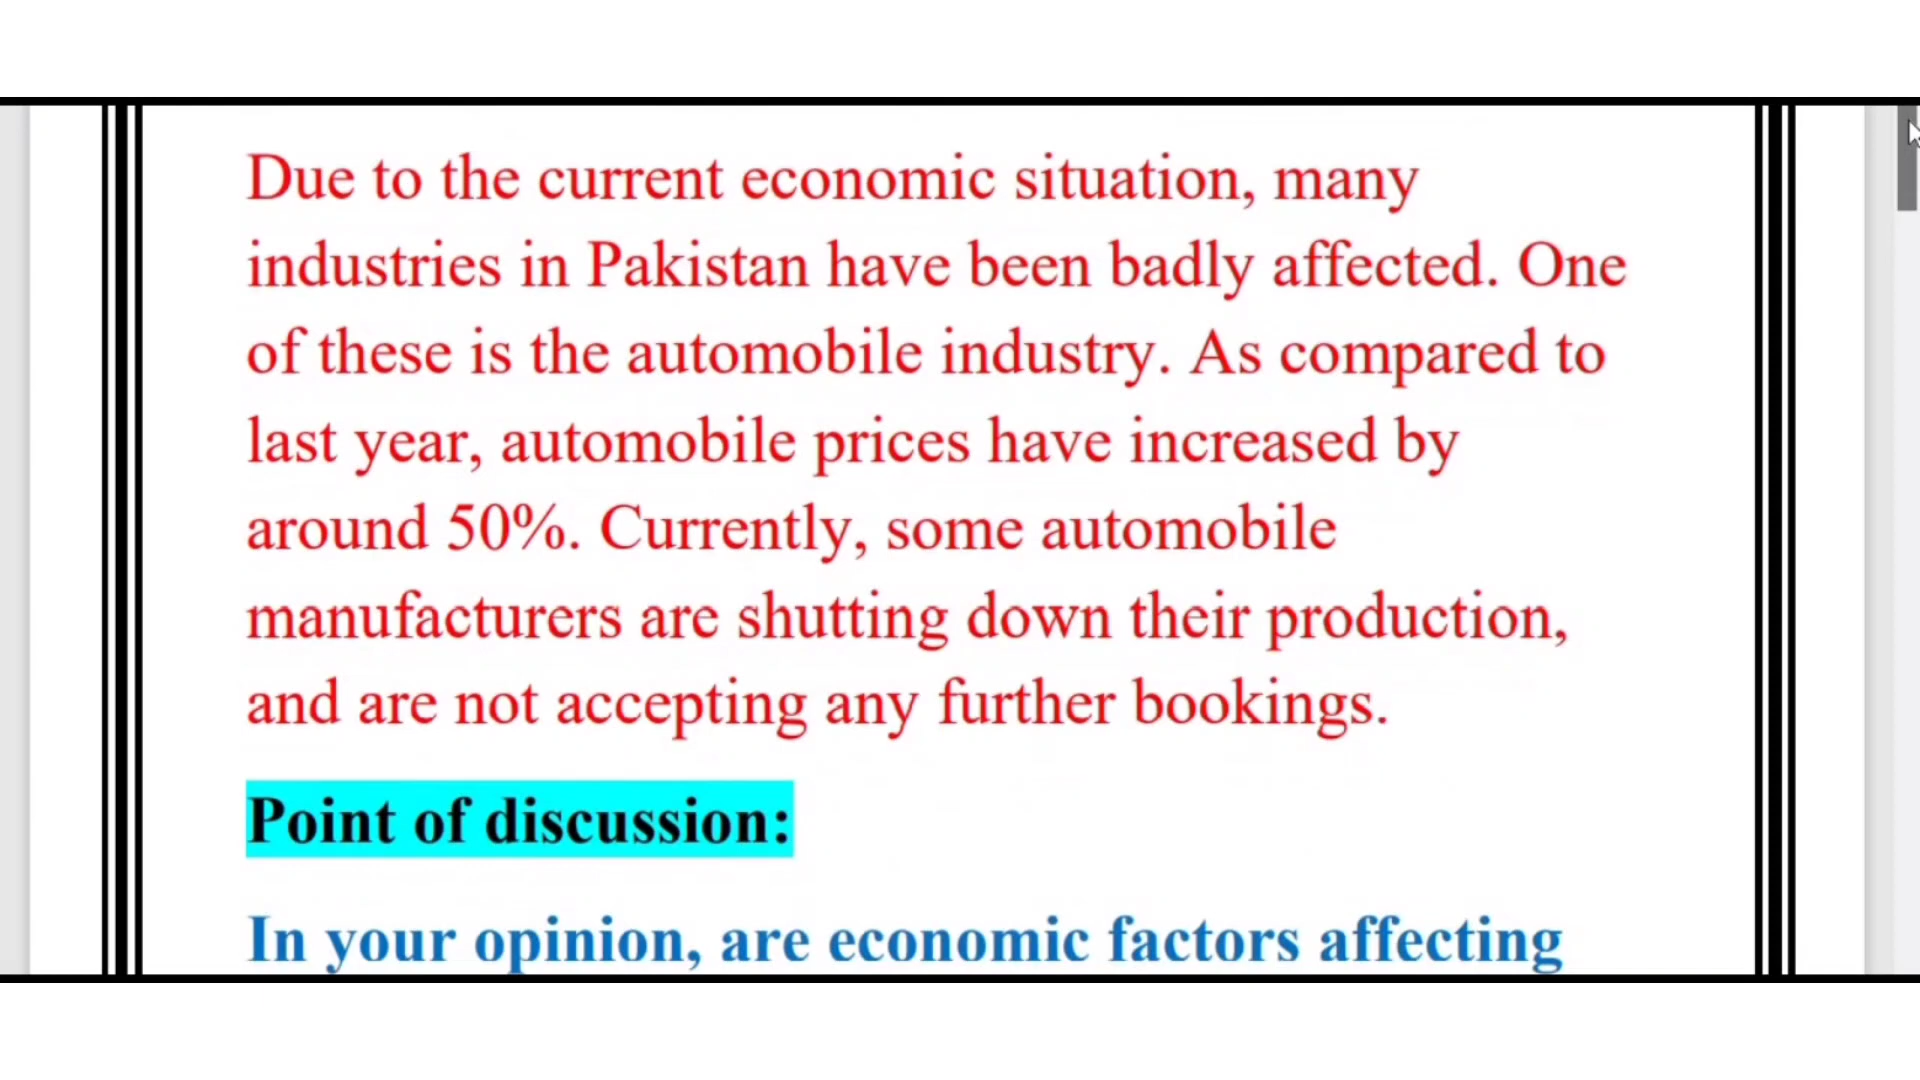 Due to the current economic situation, many
industries in Pakistan have been badly affected. One
of these is the automobile industry. As compared to
last year, automobile prices have increased by
around 50%. Currently, some automobile
manufacturers are shutting down their production,
and are not accepting any further bookings.
Point of discussion:
In your opinion, are economic factors affecting